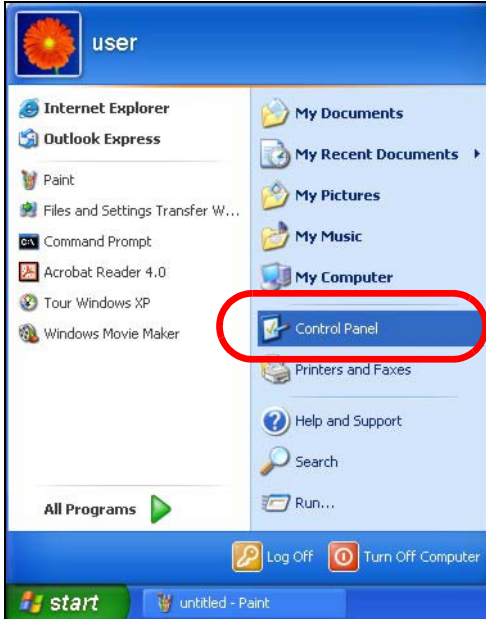 user
Internet Explorer
Outlook Express
Paint
Files and Settings Transfer W...
Command Prompt
Acrobat Reader 4.0
Tour Windows XP
Windows Movie Maker
All Programs
My Documents
My Recent Documents
My Pictures
My Music
My Computer
Control Panel
Printers and Faxes
Help and Support
Search
Run...
Log Off
Turn Off Computer
start
untitled - Paint